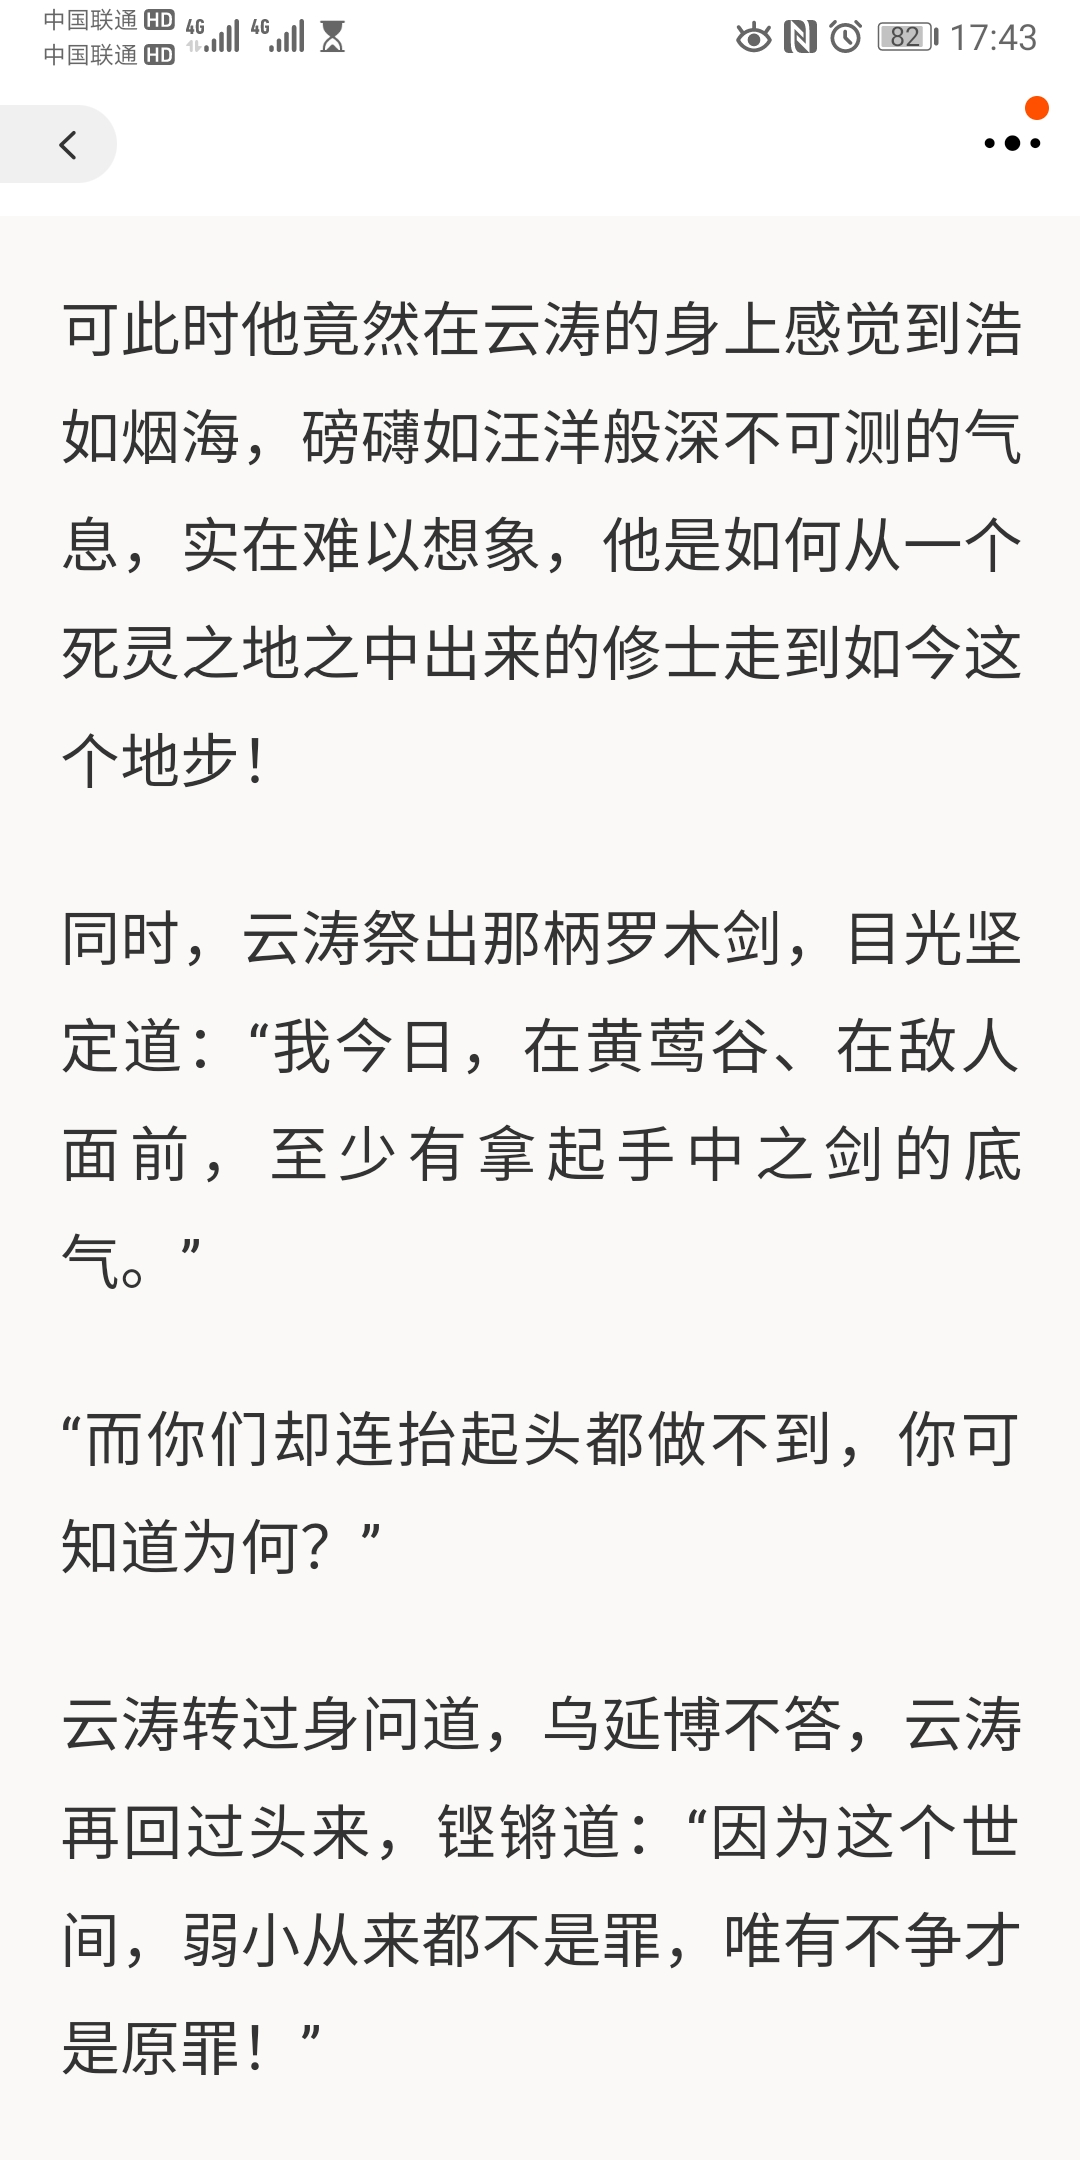 中国联通 HD 4G 4G 82 17:43
中国联通 HD
可此时他竟然在云涛的身上感觉到浩
如烟海，磅礴如汪洋般深不可测的气
息，实在难以想象，他是如何从一个
死灵之地之中出来的修士走到如今这
个地步！
同时，云涛祭出那柄罗木剑，目光坚
定道：“我今日，在黄莺谷、在敌人
面前，至少有拿起手中之剑的底
气。”
“而你们却连抬起头都做不到，你可
知道为何？”
云涛转过身问道，乌延博不答，云涛
再回过头来，铿锵道：“因为这个世
间，弱小从来都不是罪，唯有不争才
是原罪！”